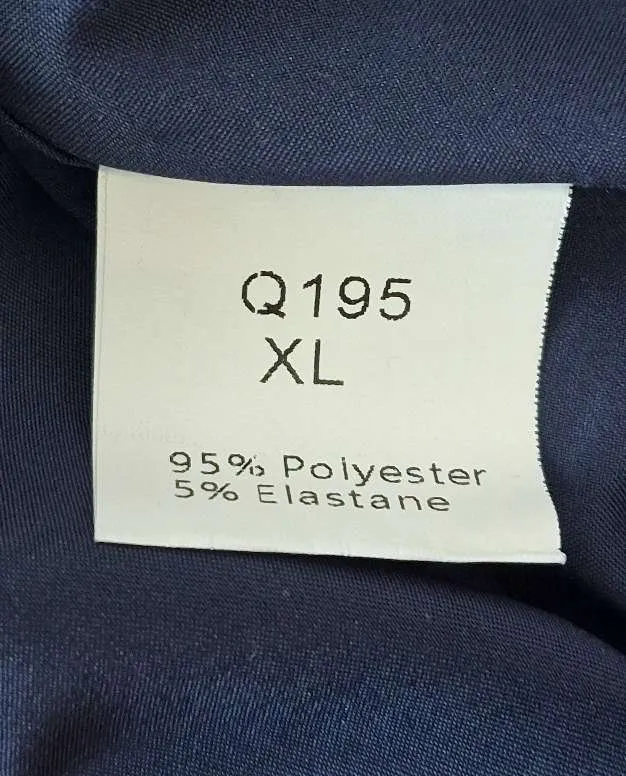 Q195
XL
95% Polyester
5% Elastane